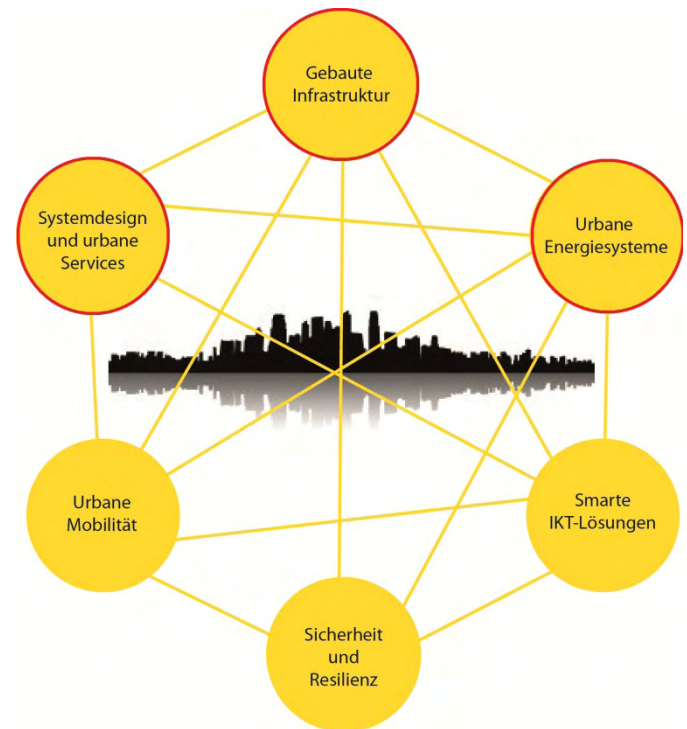 Gebaute
Infrastruktur
Systemdesign
und urbane
Services
Urbane
Energiesysteme
Urbane
Mobilität
Smarte
IKT-Lösungen
Sicherheit
und
Resilienz